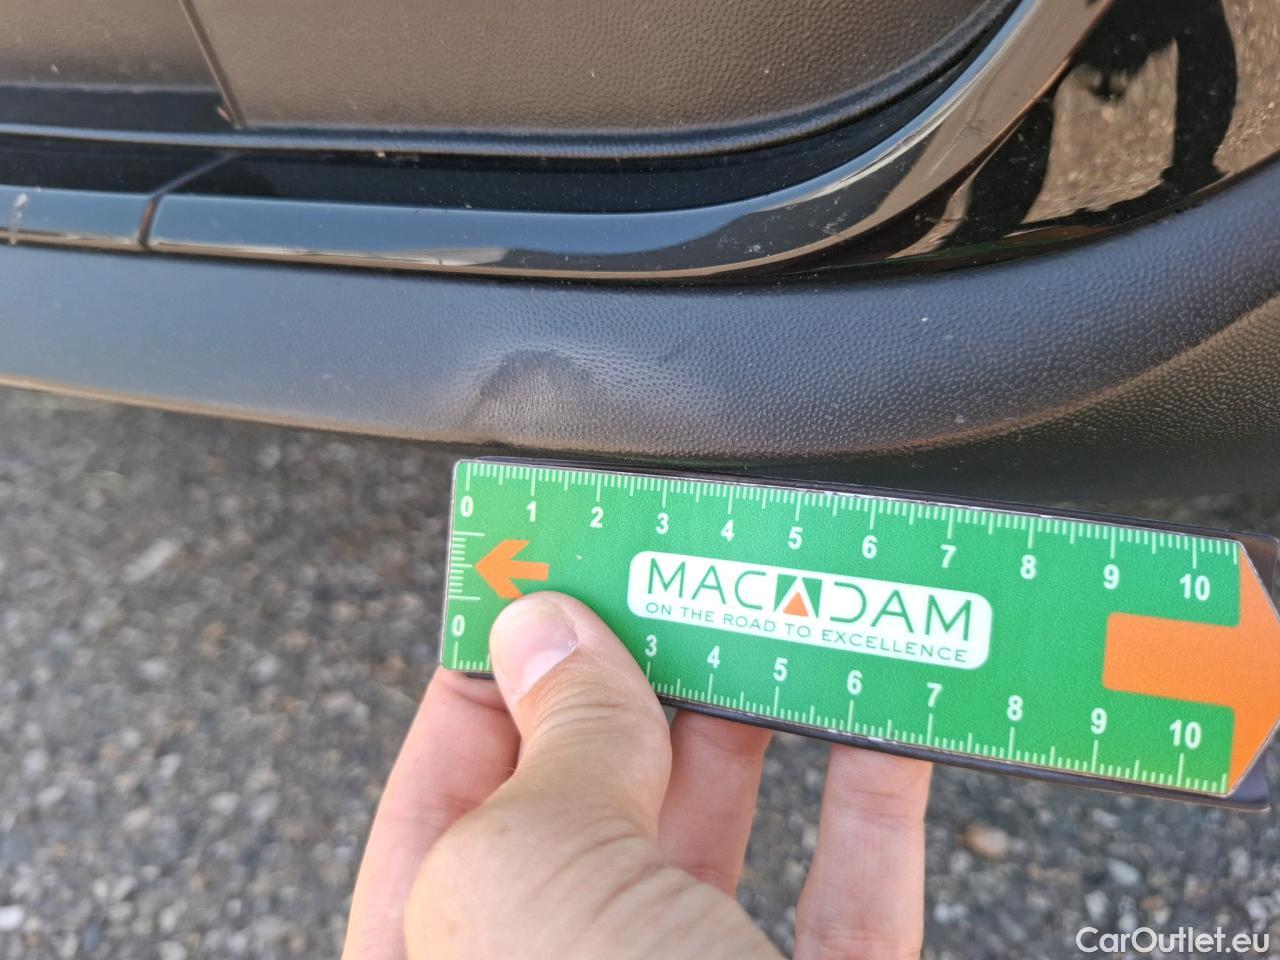 0 1 2 3 4 5 6 7 8 9 10
MACADAM
ON THE ROAD TO EXCELLENCE
0 3 4 5 6 7 8 9 10
CarOutlet.eu